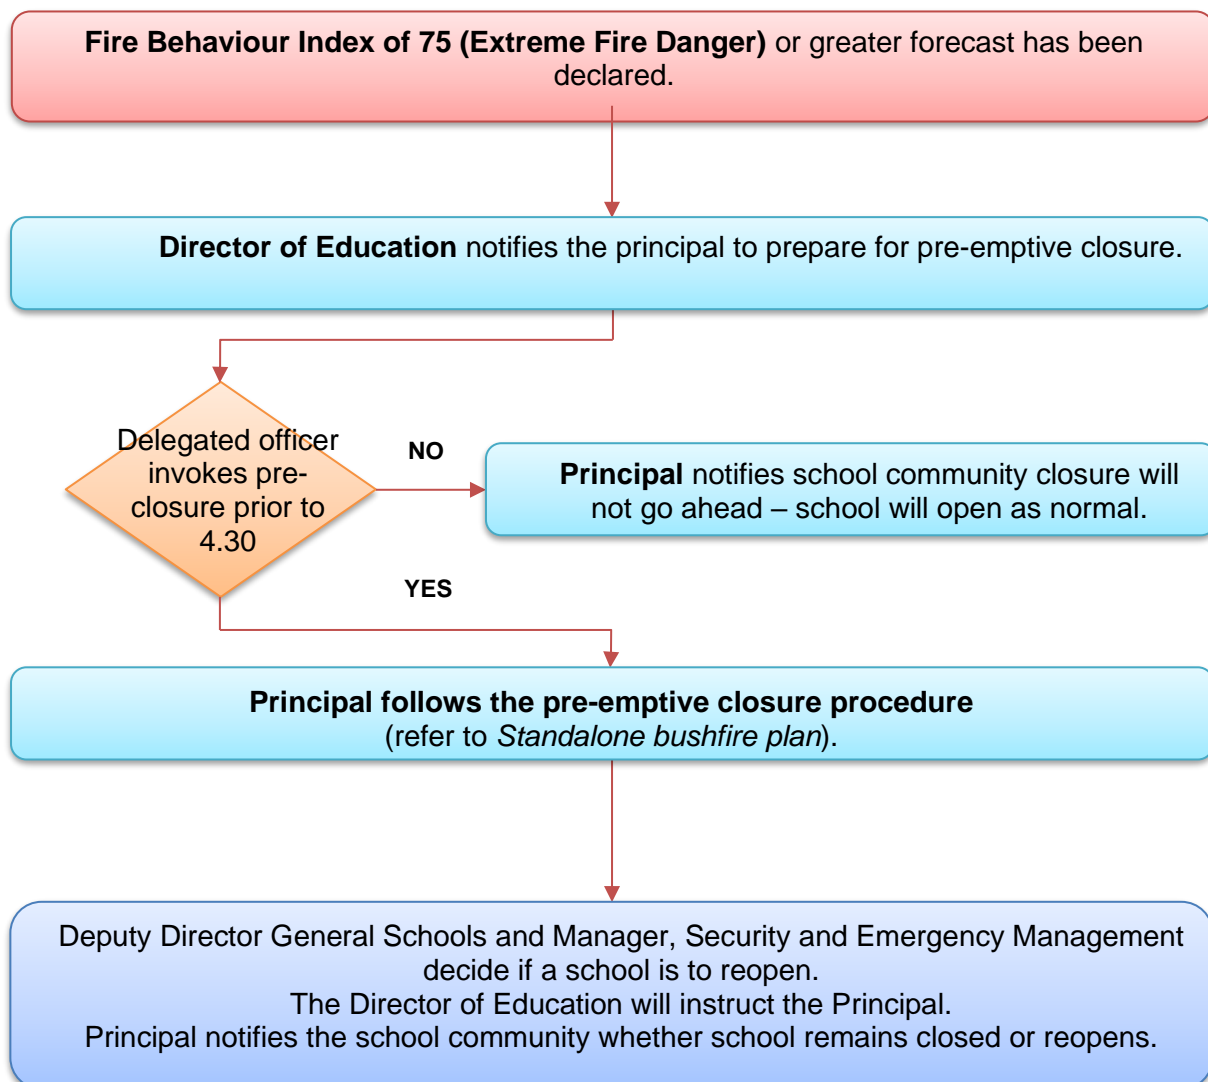 Fire Behaviour Index of 75 (Extreme Fire Danger) or greater forecast has been
declared.
Director of Education notifies the principal to prepare for pre-emptive closure.
Delegated officer
invokes pre-
closure prior to
4.30
NO
Principal notifies school community closure will
not go ahead – school will open as normal.
YES
Principal follows the pre-emptive closure procedure
(refer to Standalone bushfire plan).
Deputy Director General Schools and Manager, Security and Emergency Management
decide if a school is to reopen.
The Director of Education will instruct the Principal.
Principal notifies the school community whether school remains closed or reopens.